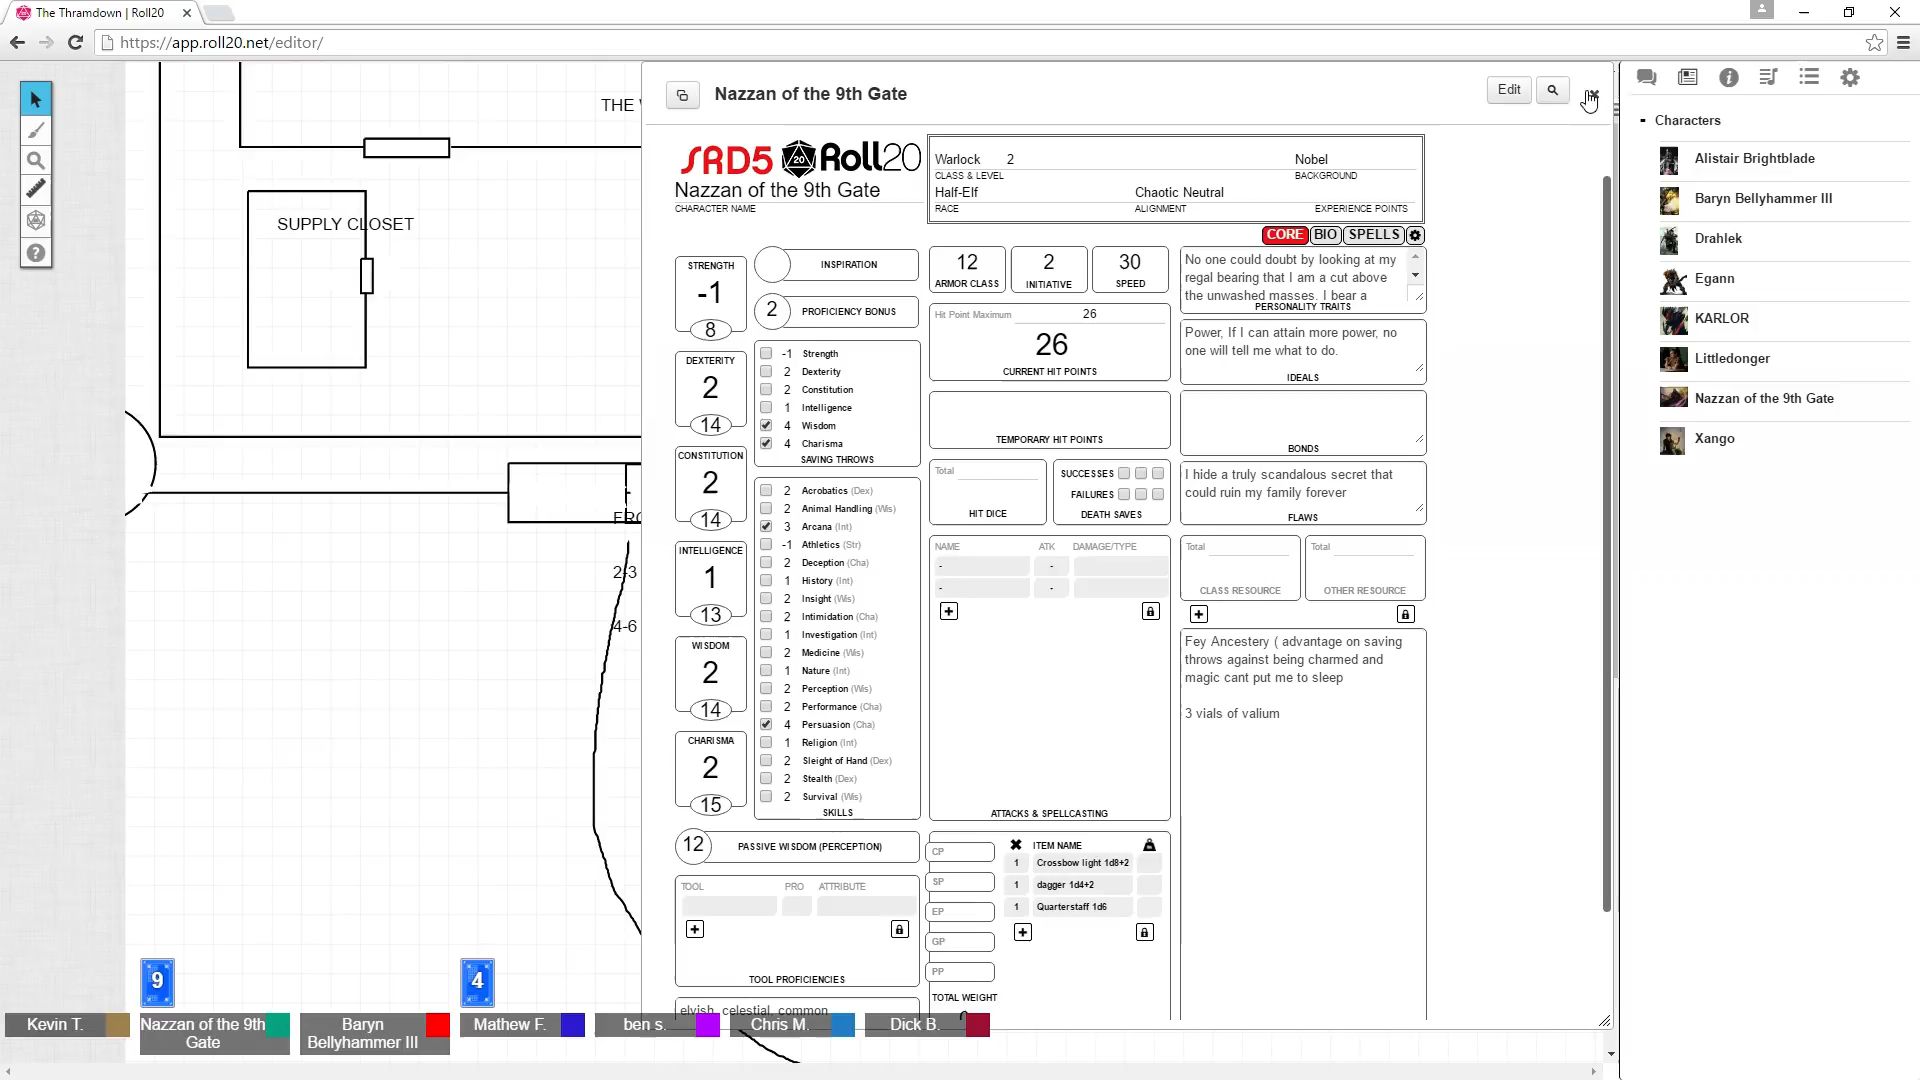 The Thramdown | Roll20
https://app.roll20.net/editor/
THE
SUPPLY CLOSET
2-3
4-6
Nazzan of the 9th Gate
Edit
SRD5 20 Roll20
Nazzan of the 9th Gate
CHARACTER NAME
Warlock 2 Nobel
CLASS & LEVEL BACKGROUND
Half-Elf Chaotic Neutral
RACE ALIGNMENT EXPERIENCE POINTS
CORE BIO SPELLS
STRENGTH
-1
8
DEXTERITY
2
14
CONSTITUTION
2
14
INTELLIGENCE
1
13
WISDOM
2
14
CHARISMA
2
15
INSPIRATION
2 PROFICIENCY BONUS
-1 Strength
2 Dexterity
2 Constitution
1 Intelligence
4 Wisdom
4 Charisma
SAVING THROWS
2 Acrobatics (Dex)
2 Animal Handling (Wis)
3 Arcana (Int)
-1 Athletics (Str)
2 Deception (Cha)
1 History (Int)
2 Insight (Wis)
2 Intimidation (Cha)
1 Investigation (Int)
2 Medicine (Wis)
1 Nature (Int)
2 Perception (Wis)
2 Performance (Cha)
4 Persuasion (Cha)
1 Religion (Int)
2 Sleight of Hand (Dex)
2 Stealth (Dex)
2 Survival (Wis)
SKILLS
12 PASSIVE WISDOM (PERCEPTION)
TOOL PRO ATTRIBUTE
TOOL PROFICIENCIES
elvish, celestial, common
12
ARMOR CLASS
2
INITIATIVE
30
SPEED
Hit Point Maximum 26
26
CURRENT HIT POINTS
TEMPORARY HIT POINTS
Total
HIT DICE
SUCCESSES
FAILURES
DEATH SAVES
NAME ATK DAMAGE/TYPE
- -
- -
ATTACKS & SPELLCASTING
CP
SP
EP
GP
PP
TOTAL WEIGHT
ITEM NAME
1 Crossbow light 1d8+2
1 dagger 1d4+2
1 Quarterstaff 1d6
No one could doubt by looking at my
regal bearing that I am a cut above
the unwashed masses. I bear a
PERSONALITY TRAITS
Power, If I can attain more power, no
one will tell me what to do.
IDEALS
BONDS
I hide a truly scandalous secret that
could ruin my family forever
FLAWS
Total
CLASS RESOURCE
Total
OTHER RESOURCE
Fey Ancestery ( advantage on saving
throws against being charmed and
magic cant put me to sleep
3 vials of valium
Characters
Alistair Brightblade
Baryn Bellyhammer III
Drahlek
Egann
KARLOR
Littledonger
Nazzan of the 9th Gate
Xango
9
4
Kevin T.
Nazzan of the 9th
Gate
Baryn
Bellyhammer III
Mathew F.
ben s.
Chris M.
Dick B.